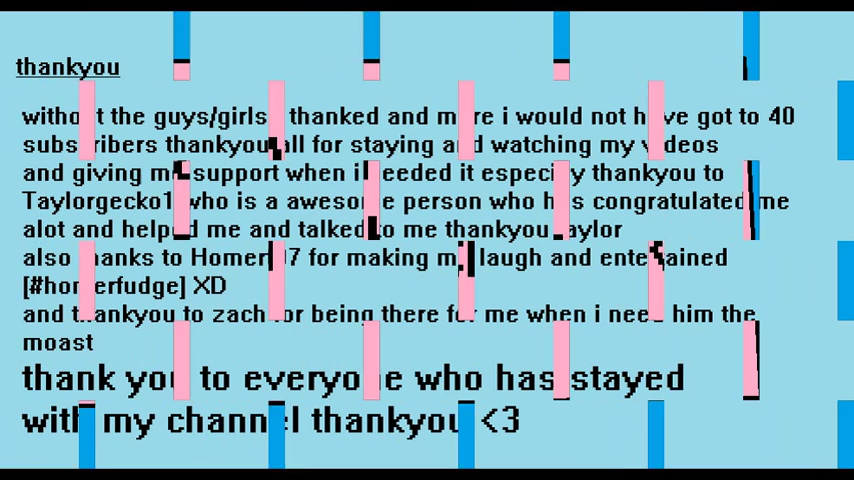 thankyou
without the guys/girls i thanked and more i would not have got to 40
subscribers thankyou all for staying and watching my videos
and giving me support when i needed it especi y thankyou to
who is a awesome person who has congratulated me
alot and helped me and talked to me thankyou taylor
also thanks to for making me laugh and entertained
[#homerfudge] XD
and thankyou to zach for being there for me when i need him the
moast
thank you to everyone who has stayed
with my channel thankyou <3